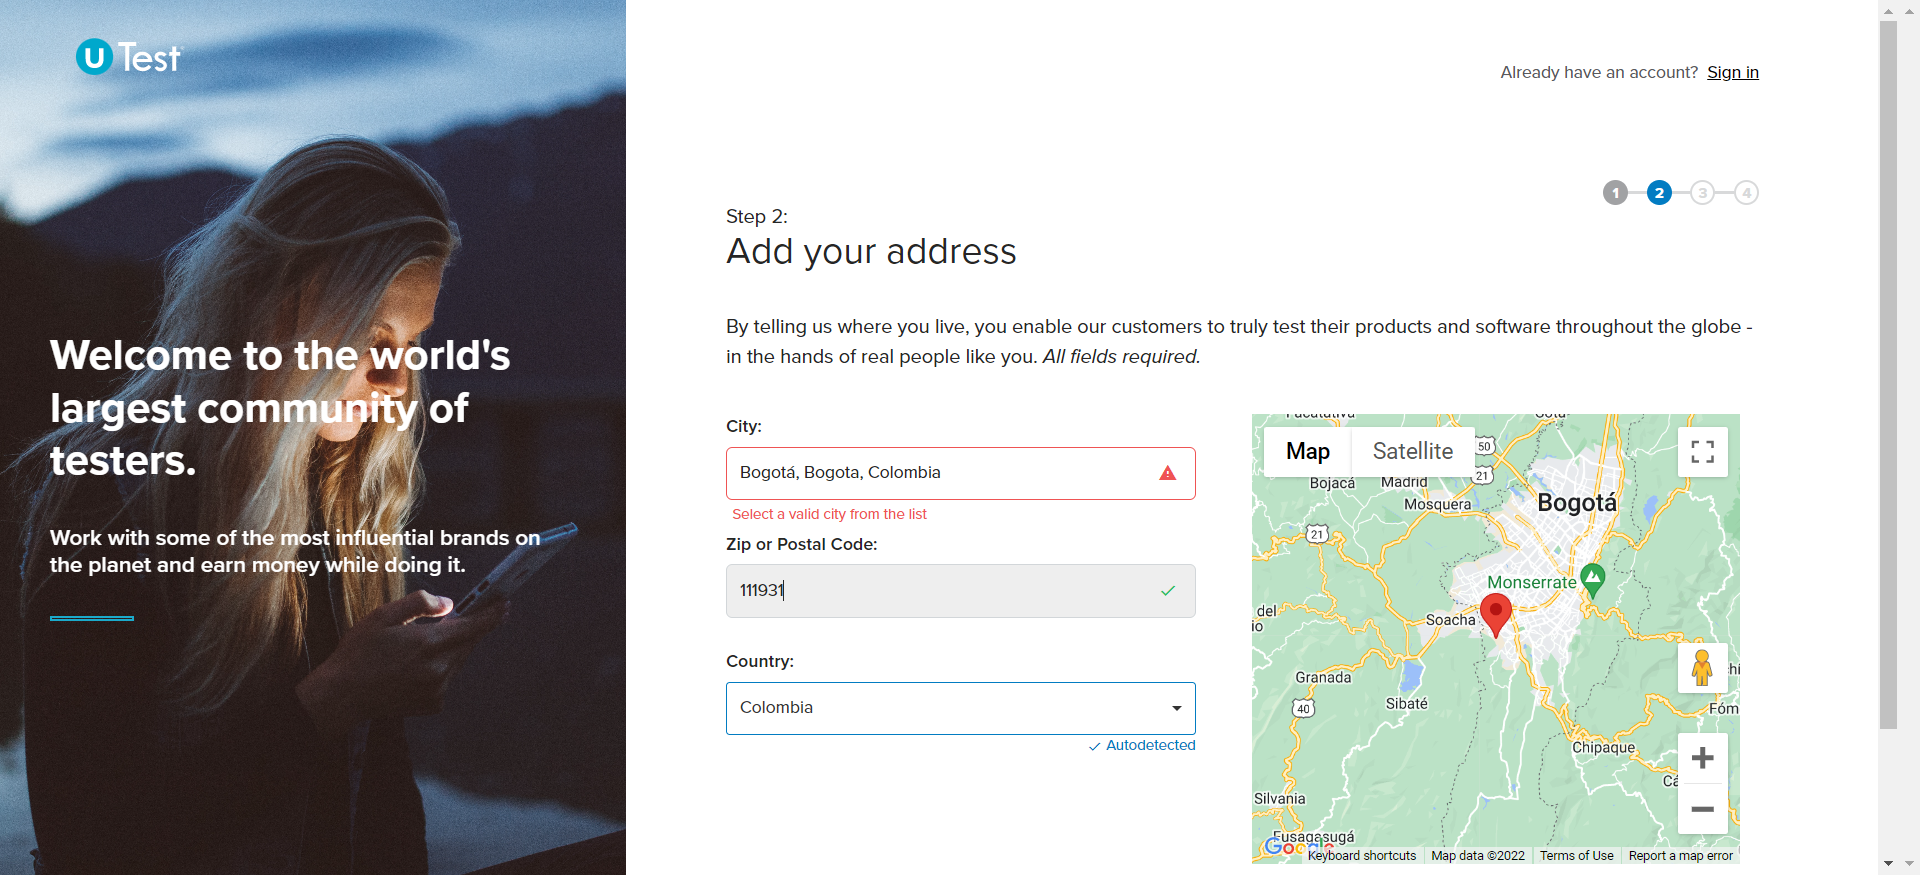 U Test
Welcome to the world's
largest community of
testers.
Work with some of the most influential brands on
the planet and earn money while doing it.
Already have an account? Sign in
1 2 3 4
Step 2:
Add your address
By telling us where you live, you enable our customers to truly test their products and software throughout the globe -
in the hands of real people like you. All fields required.
City:
Bogotá, Bogota, Colombia
Select a valid city from the list
Zip or Postal Code:
111931
Country:
Colombia
Autodetected
Map Satellite
50
21
Bojacá
Madrid
Mosquera
Bogotá
21
Monserrate
del
io
Soacha
Granada
Sibaté
40
Fóm
Chipaque
Silvania
Fusagasugá
Google
Keyboard shortcuts Map data ©2022 Terms of Use Report a map error